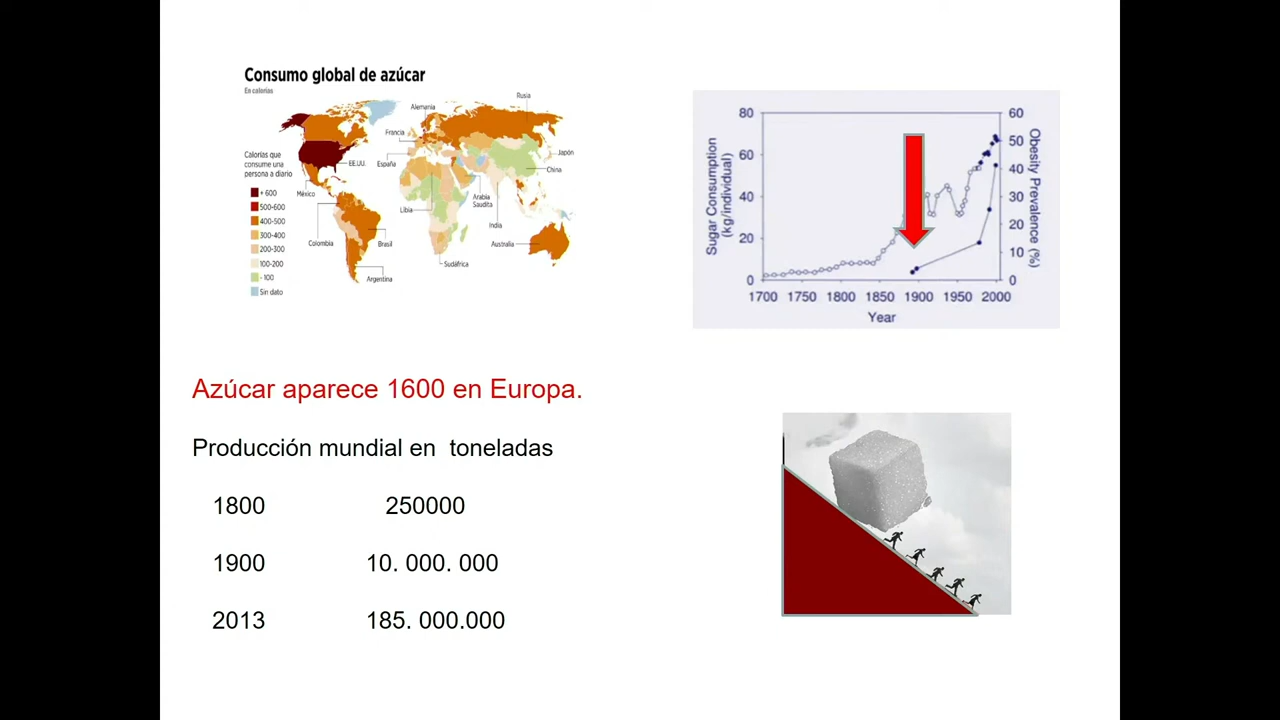 Consumo global de azúcar
En calorías
Calorías que
consume una
persona a diario
+ 600
500-600
400-500
300-400
200-300
100-200
- 100
Sin dato
Rusia
Alemania
Francia
España
EE.UU.
México
Japón
China
Arabia
Saudita
Libia
India
Colombia
Brasil
Australia
Sudáfrica
Argentina
Sugar Consumption
(kg/individual)
80
60
40
20
0
60
50
40
30
20
10
0
Obesity Prevalence (%)
1700 1750 1800 1850 1900 1950 2000
Year
Azúcar aparece 1600 en Europa.
Producción mundial en toneladas
1800 250000
1900 10. 000. 000
2013 185. 000.000